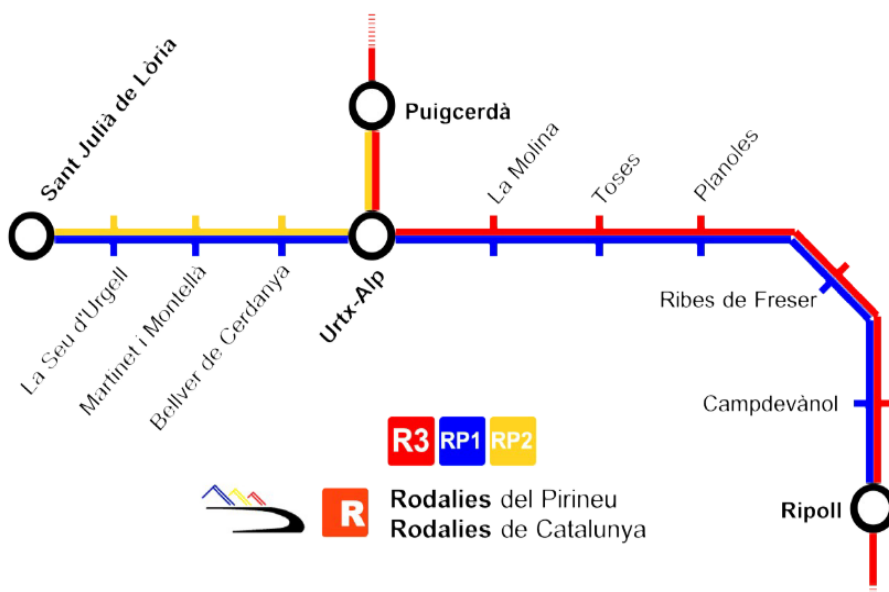 Sant Julià de Lòria
Puigcerdà
La Molina
Toses
Planoles
La Seu d'Urgell
Martinet i Montellà
Bellver de Cerdanya
Urtx-Alp
Ribes de Freser
Campdevànol
R3 RP1 RP2
R
Rodalies del Pirineu
Rodalies de Catalunya
Ripoll